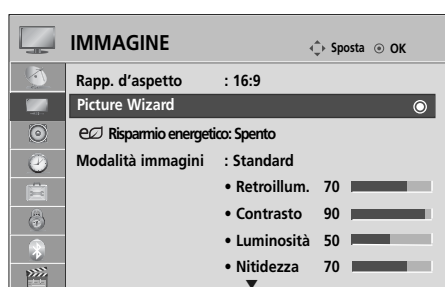 IMMAGINE Sposta OK
Rapp. d'aspetto : 16:9
Picture Wizard
Risparmio energetico: Spento
Modalità immagini : Standard
• Retroillum. 70
• Contrasto 90
• Luminosità 50
• Nitidezza 70